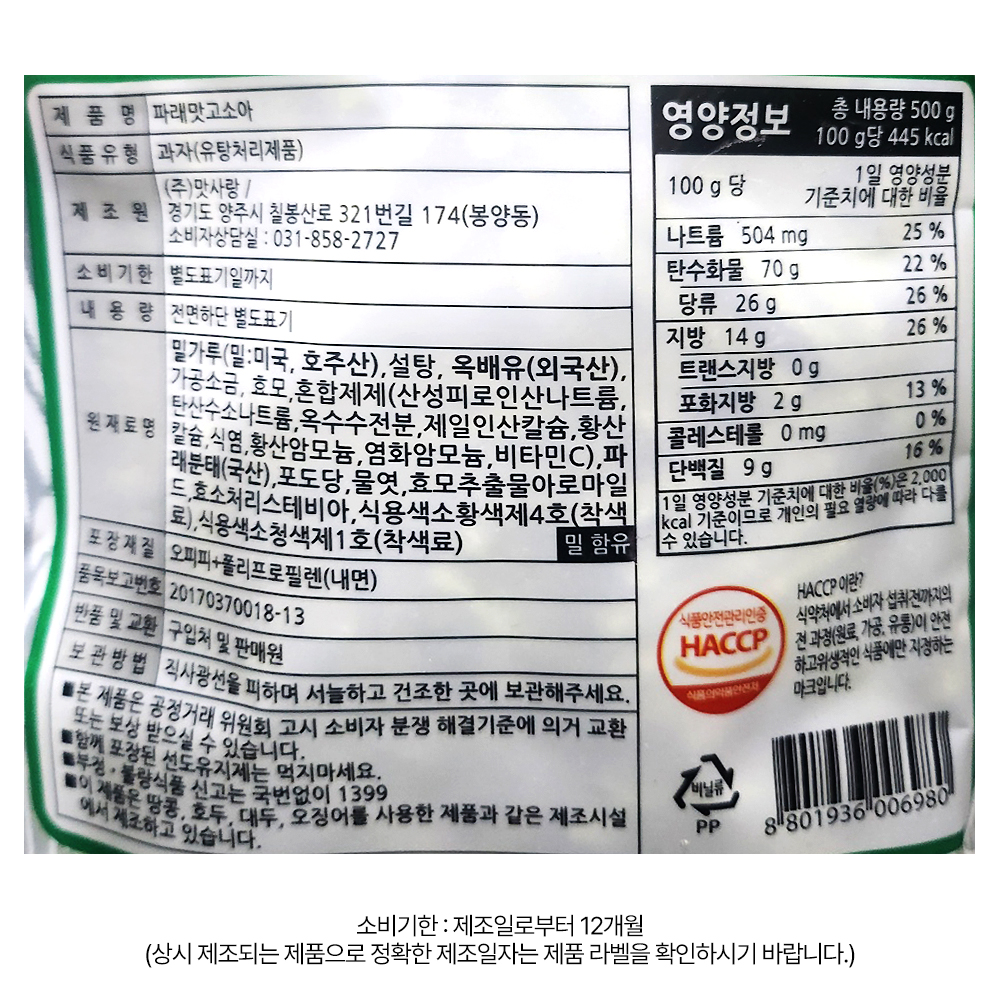 제 품 명 파래맛고소아
식품유형 과자(유탕처리제품)
제 조 원 (주)맛사랑 /
경기도 양주시 칠봉산로 321번길 174(봉양동)
소비자상담실 : 031-858-2727
소비기한 별도표기일까지
내 용 량 전면하단 별도표기
원재료명 밀가루(밀:미국, 호주산),설탕, 옥배유(외국산),
가공소금, 효모,혼합제제(산성피로인산나트륨,
탄산수소나트륨,옥수수전분,제일인산칼슘,황산
칼슘,식염,황산암모늄,염화암모늄,비타민C),파
래분태(국산),포도당,물엿,효모추출물아로마일
드,효소처리스테비아,식용색소황색제4호(착색
료),식용색소청색제1호(착색료)
밀 함유
포장재질 오피피+폴리프로필렌(내면)
품목보고번호 20170370018-13
반품 및 교환 구입처 및 판매원
보관방법 직사광선을 피하며 서늘하고 건조한 곳에 보관해주세요.
■본 제품은 공정거래 위원회 고시 소비자 분쟁 해결기준에 의거 교환
또는 보상 받으실 수 있습니다.
■함께 포장된 선도유지제는 먹지마세요.
■부정·불량식품 신고는 국번없이 1399
■이 제품은 땅콩, 호두, 대두, 오징어를 사용한 제품과 같은 제조시설
에서 제조하고 있습니다.
영양정보 총 내용량 500 g
100 g당 445 kcal
100 g 당 1일 영양성분
기준치에 대한 비율
나트륨 504 mg 25 %
탄수화물 70 g 22 %
당류 26 g 26 %
지방 14 g 26 %
트랜스지방 0 g
포화지방 2 g 13 %
콜레스테롤 0 mg 0 %
단백질 9 g 16 %
1일 영양성분 기준치에 대한 비율(%)은 2,000
kcal 기준이므로 개인의 필요 열량에 따라 다를
수 있습니다.
식품안전관리인증
HACCP
식품의약품안전처
HACCP 이란?
식약처에서 소비자 섭취전까지의
전 과정(원료, 가공, 유통)이 안전
하고위생적인 식품에만 지정하는
마크입니다.
비닐류
PP
8 801936 006980
소비기한 : 제조일로부터 12개월
(상시 제조되는 제품으로 정확한 제조일자는 제품 라벨을 확인하시기 바랍니다.)